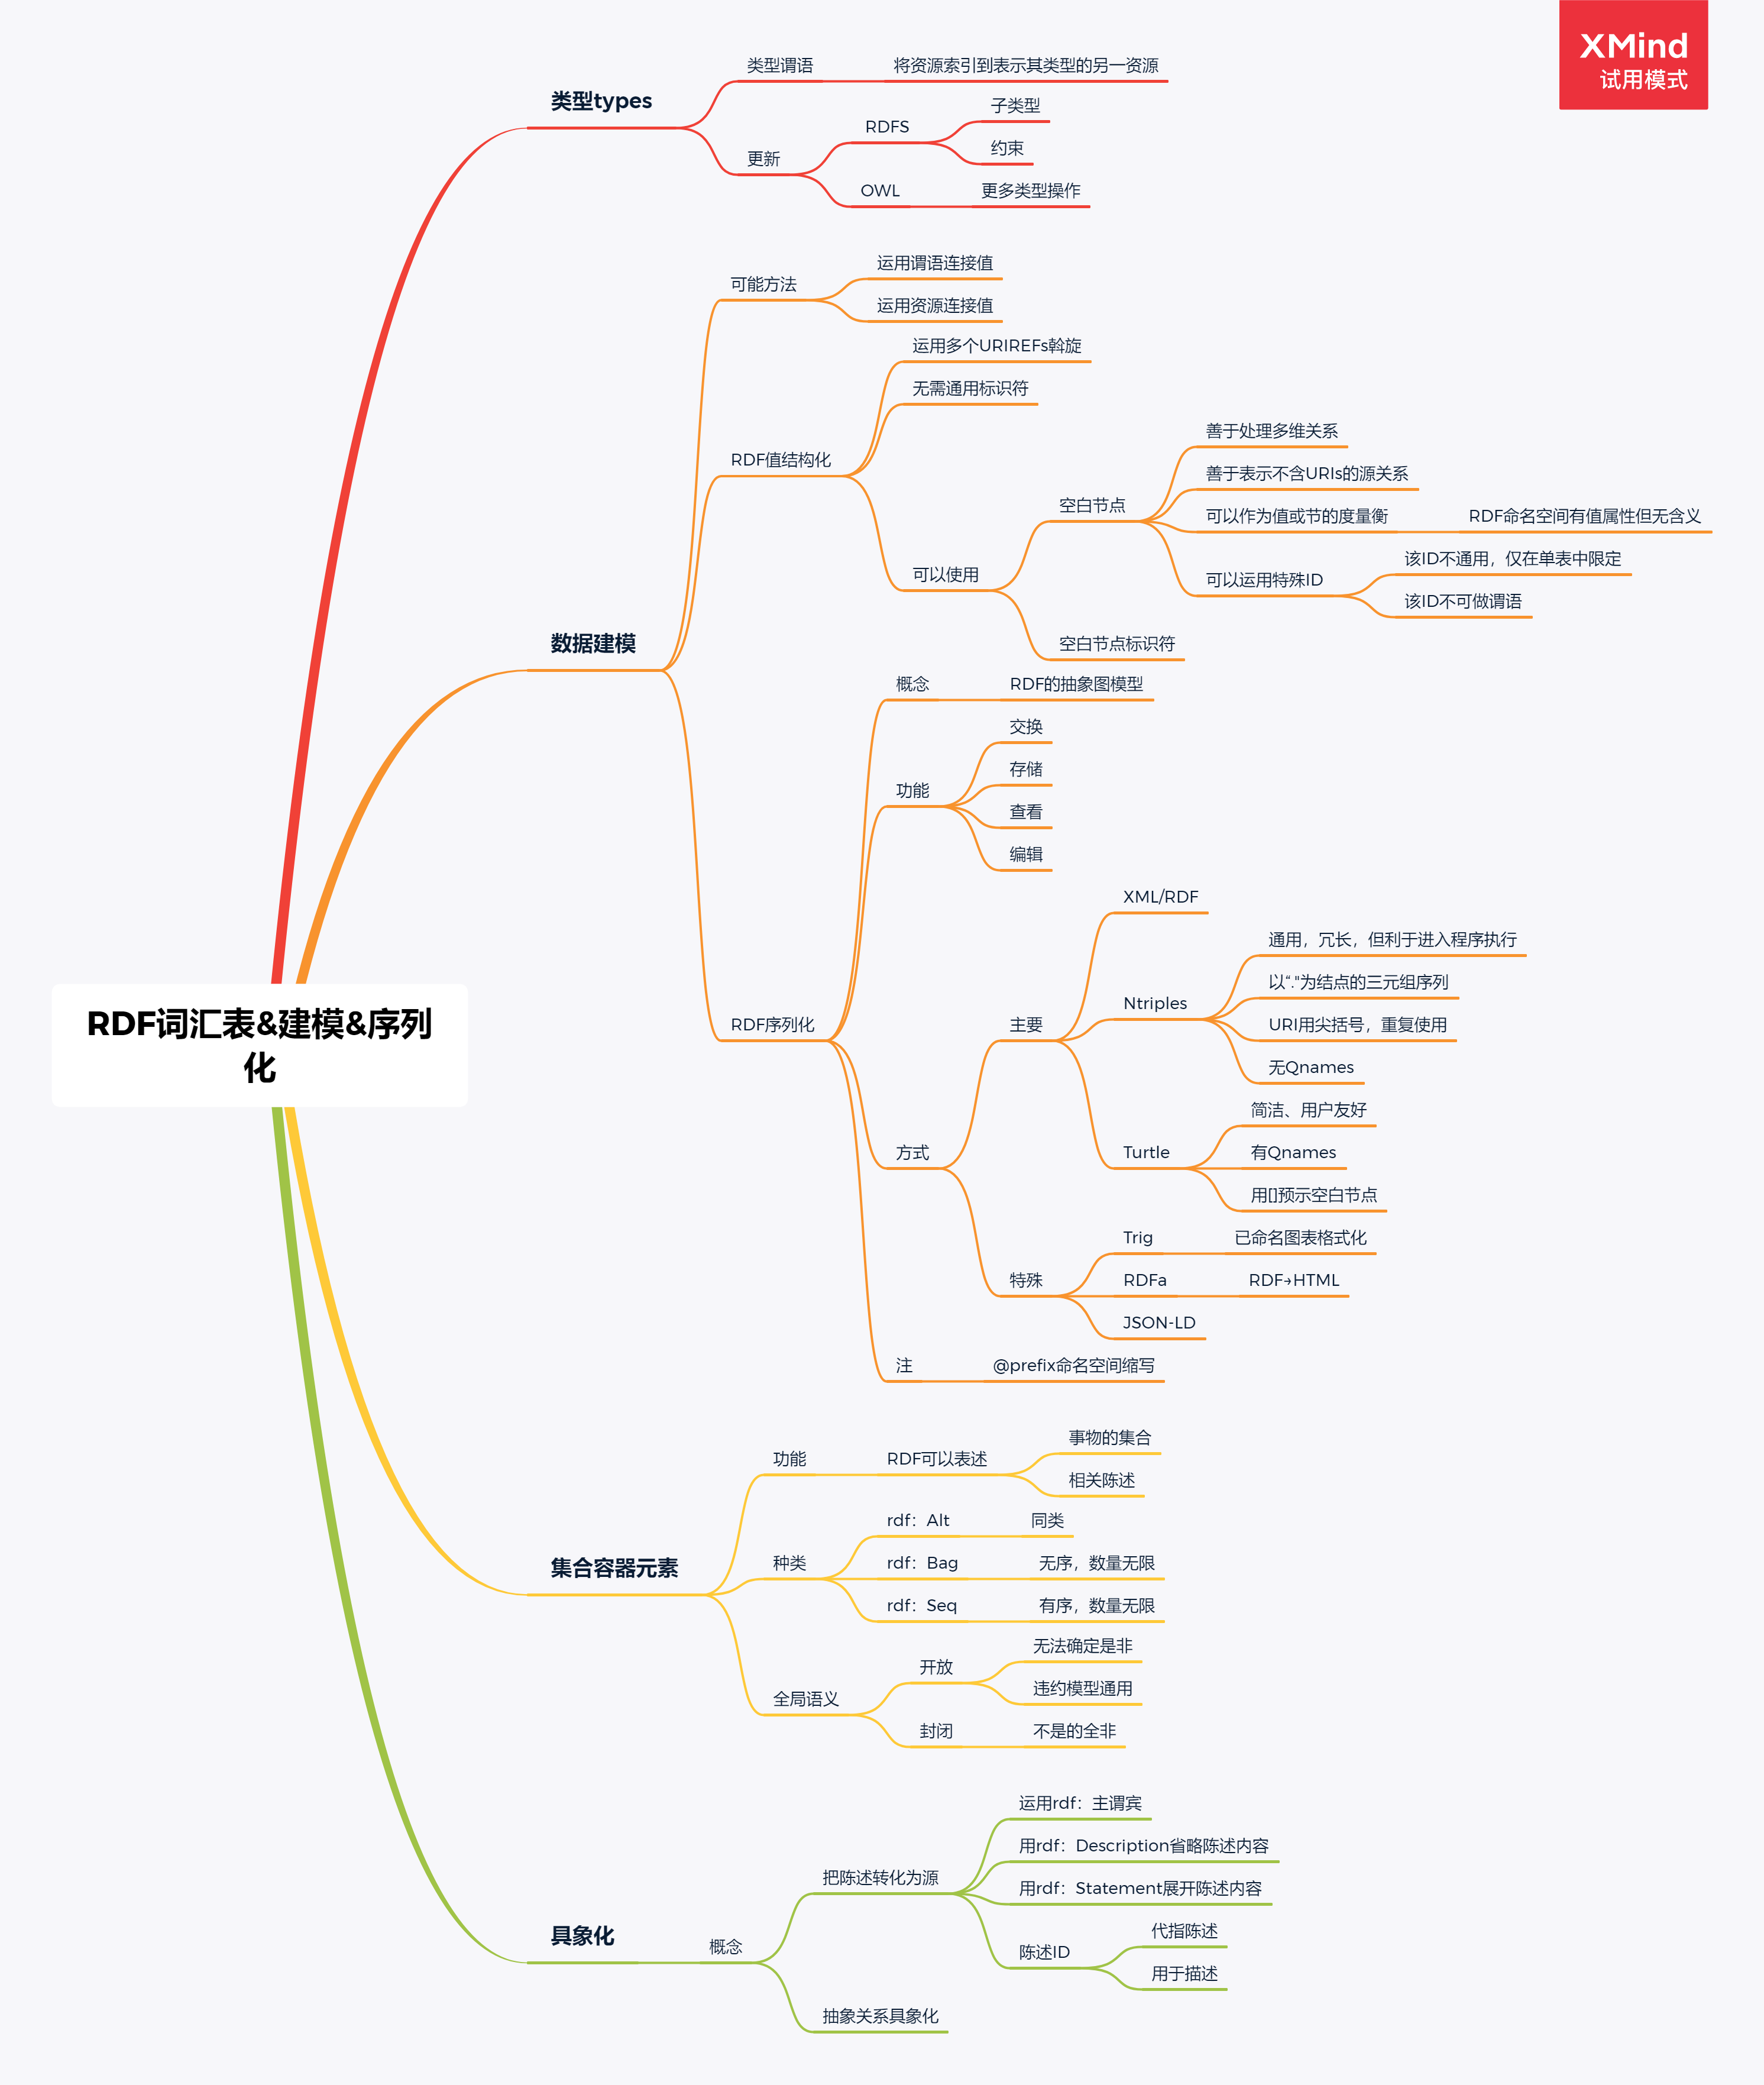 XMind
试用模式
类型types
类型谓语
将资源索引到表示其类型的另一资源
更新
RDFS
子类型
约束
OWL
更多类型操作
数据建模
可能方法
运用谓语连接值
运用资源连接值
RDF值结构化
运用多个URIREFs斡旋
无需通用标识符
可以使用
空白节点
善于处理多维关系
善于表示不含URIs的源关系
可以作为值或节的度量衡
RDF命名空间有值属性但无含义
可以运用特殊ID
该ID不通用，仅在单表中限定
该ID不可做谓语
空白节点标识符
RDF序列化
概念
RDF的抽象图模型
功能
交换
存储
查看
编辑
方式
主要
XML/RDF
Ntriples
通用，冗长，但利于进入程序执行
以“."为结点的三元组序列
URI用尖括号，重复使用
无Qnames
Turtle
简洁、用户友好
有Qnames
用[]预示空白节点
特殊
Trig
已命名图表格式化
RDFa
RDF→HTML
JSON-LD
注
@prefix命名空间缩写
RDF词汇表&建模&序列
化
集合容器元素
功能
RDF可以表述
事物的集合
相关陈述
种类
rdf：Alt
同类
rdf：Bag
无序，数量无限
rdf：Seq
有序，数量无限
全局语义
开放
无法确定是非
违约模型通用
封闭
不是的全非
具象化
概念
把陈述转化为源
运用rdf：主谓宾
用rdf：Description省略陈述内容
用rdf：Statement展开陈述内容
陈述ID
代指陈述
用于描述
抽象关系具象化